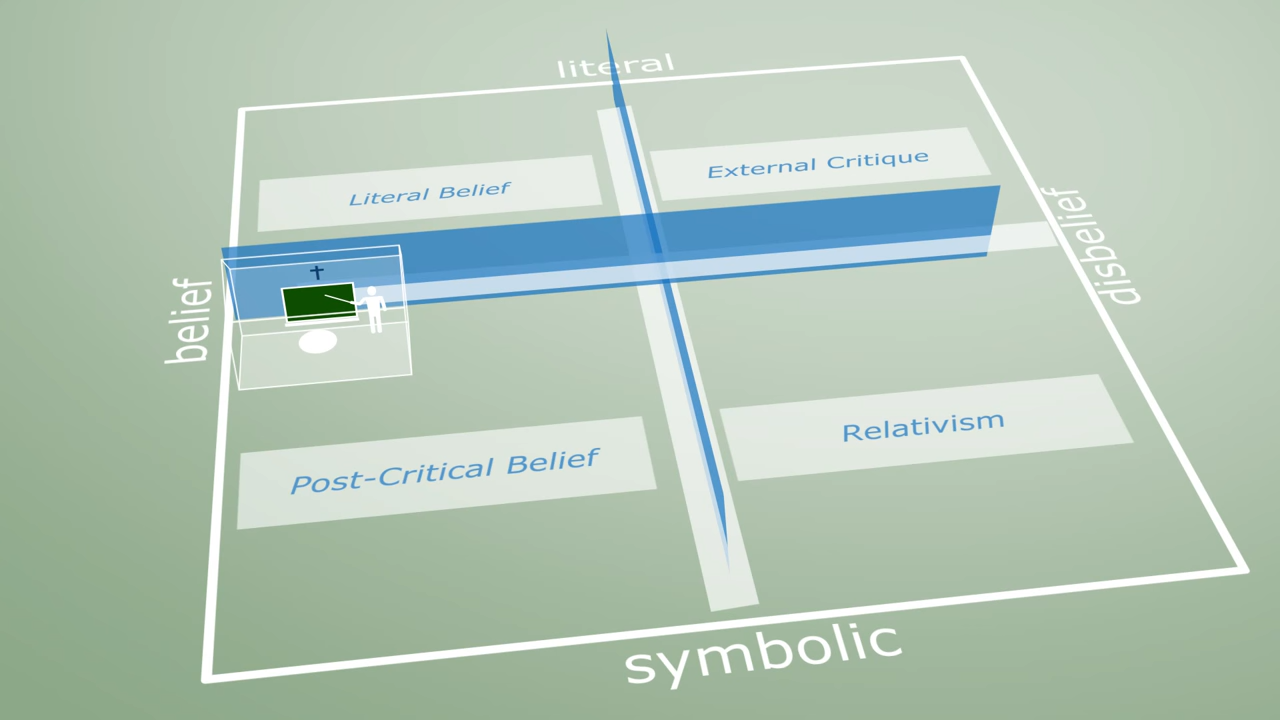 literal
Literal Belief
External Critique
belief
disbelief
Post-Critical Belief
Relativism
symbolic